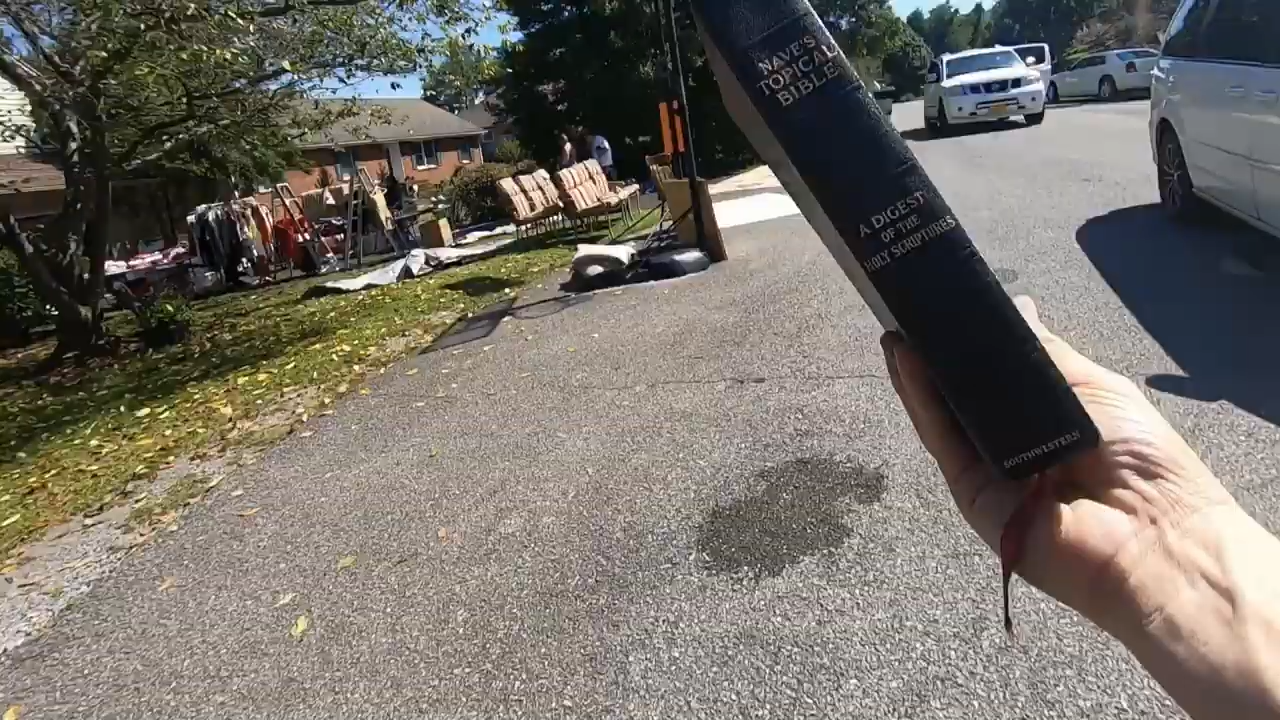 NAVE'S
TOPICAL
BIBLE
A DIGEST
OF THE
HOLY SCRIPTURES
SOUTHWESTERN